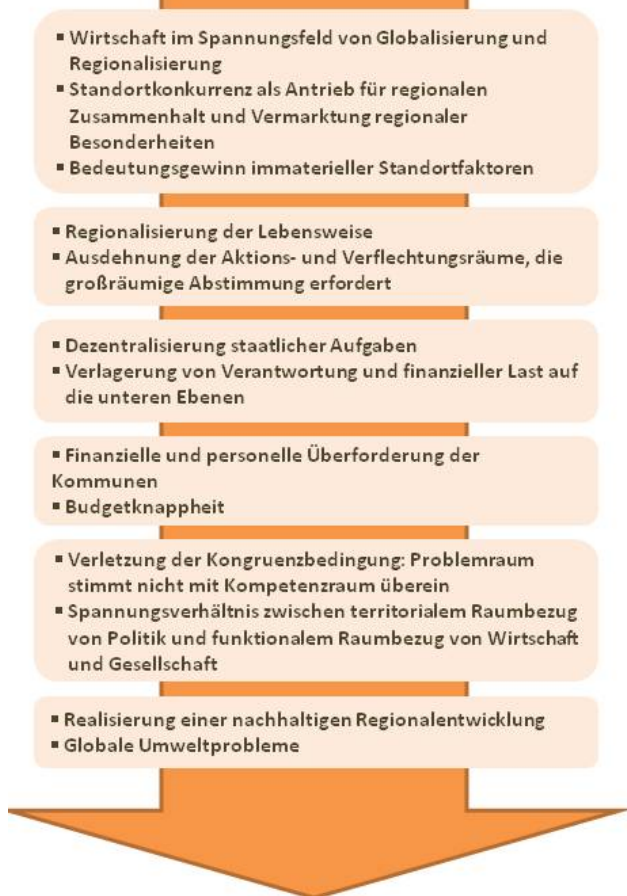 ▪ Wirtschaft im Spannungsfeld von Globalisierung und
Regionalisierung
▪ Standortkonkurrenz als Antrieb für regionalen
Zusammenhalt und Vermarktung regionaler
Besonderheiten
▪ Bedeutungsgewinn immaterieller Standortfaktoren
▪ Regionalisierung der Lebensweise
▪ Ausdehnung der Aktions- und Verflechtungsräume, die
großräumige Abstimmung erfordert
▪ Dezentralisierung staatlicher Aufgaben
▪ Verlagerung von Verantwortung und finanzieller Last auf
die unteren Ebenen
▪ Finanzielle und personelle Überforderung der
Kommunen
▪ Budgetknappheit
▪ Verletzung der Kongruenzbedingung: Problemraum
stimmt nicht mit Kompetenzraum überein
▪ Spannungsverhältnis zwischen territorialem Raumbezug
von Politik und funktionalem Raumbezug von Wirtschaft
und Gesellschaft
▪ Realisierung einer nachhaltigen Regionalentwicklung
▪ Globale Umweltprobleme